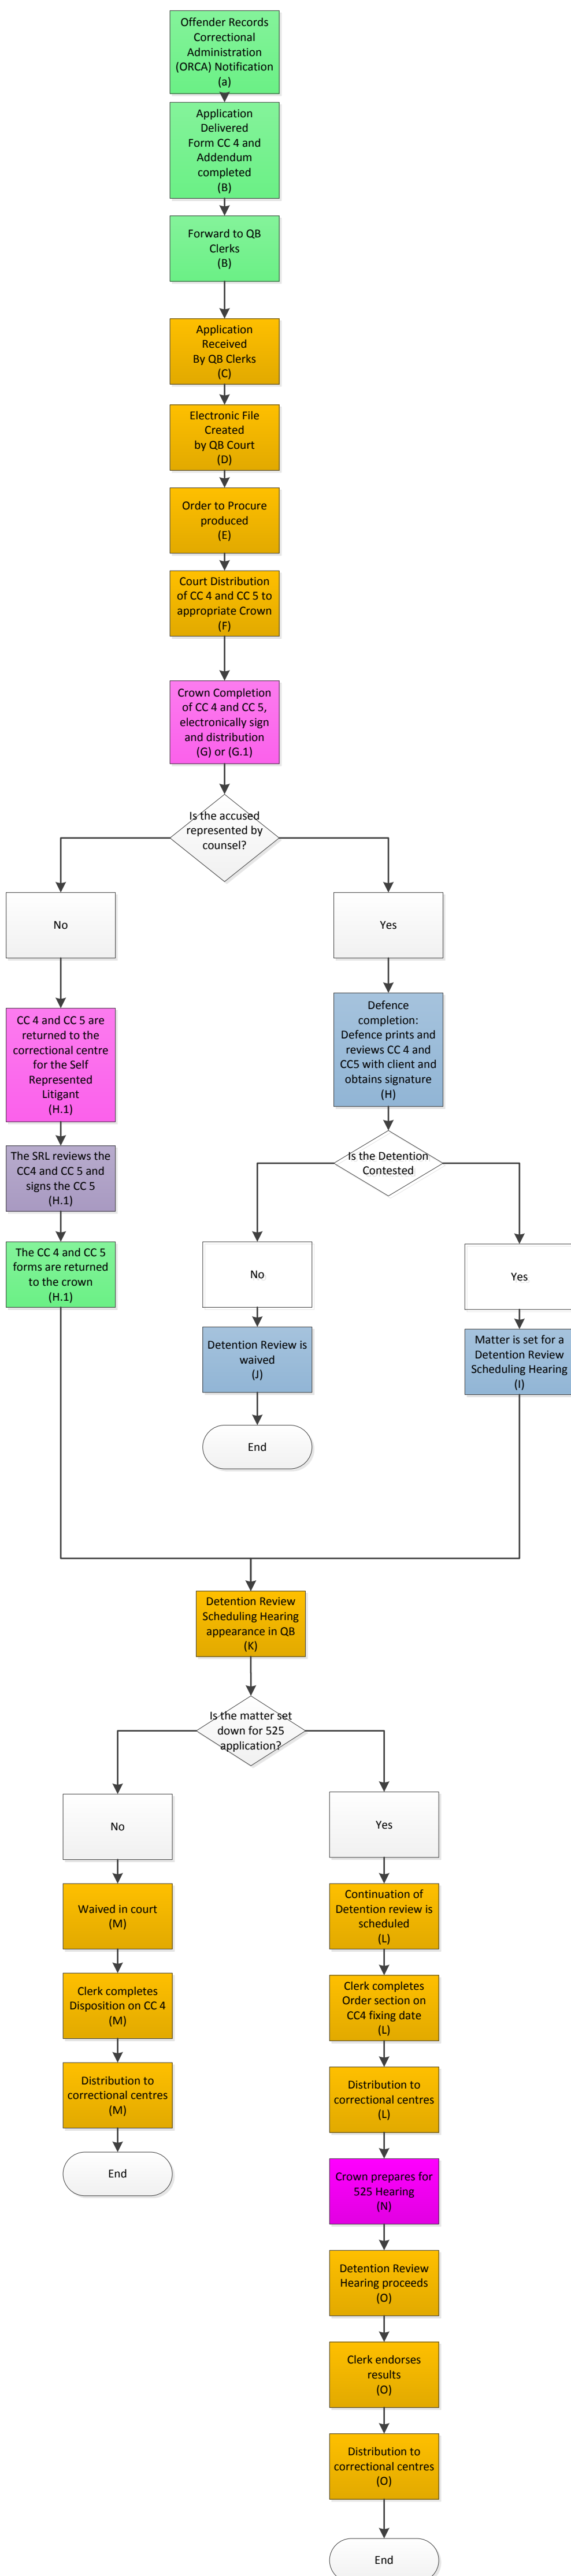 Offender Records
Correctional
Administration
(ORCA) Notification
(a)
Application
Delivered
Form CC 4 and
Addendum
completed
(B)
Forward to QB
Clerks
(B)
Application
Received
By QB Clerks
(C)
Electronic File
Created
by QB Court
(D)
Order to Procure
produced
(E)
Court Distribution
of CC 4 and CC 5 to
appropriate Crown
(F)
Crown Completion
of CC 4 and CC 5,
electronically sign
and distribution
(G) or (G.1)
Is the accused
represented by
counsel?
No
Yes
CC 4 and CC 5 are
returned to the
correctional centre
for the Self
Represented
Litigant
(H.1)
The SRL reviews the
CC4 and CC 5 and
signs the CC 5
(H.1)
The CC 4 and CC 5
forms are returned
to the crown
(H.1)
Defence
completion:
Defence prints and
reviews CC 4 and
CC5 with client and
obtains signature
(H)
Is the Detention
Contested
No
Yes
Detention Review is
waived
(J)
End
Matter is set for a
Detention Review
Scheduling Hearing
(I)
Detention Review
Scheduling Hearing
appearance in QB
(K)
Is the matter set
down for 525
application?
No
Yes
Waived in court
(M)
Clerk completes
Disposition on CC 4
(M)
Distribution to
correctional centres
(M)
End
Continuation of
Detention review is
scheduled
(L)
Clerk completes
Order section on
CC4 fixing date
(L)
Distribution to
correctional centres
(L)
Crown prepares for
525 Hearing
(N)
Detention Review
Hearing proceeds
(O)
Clerk endorses
results
(O)
Distribution to
correctional centres
(O)
End